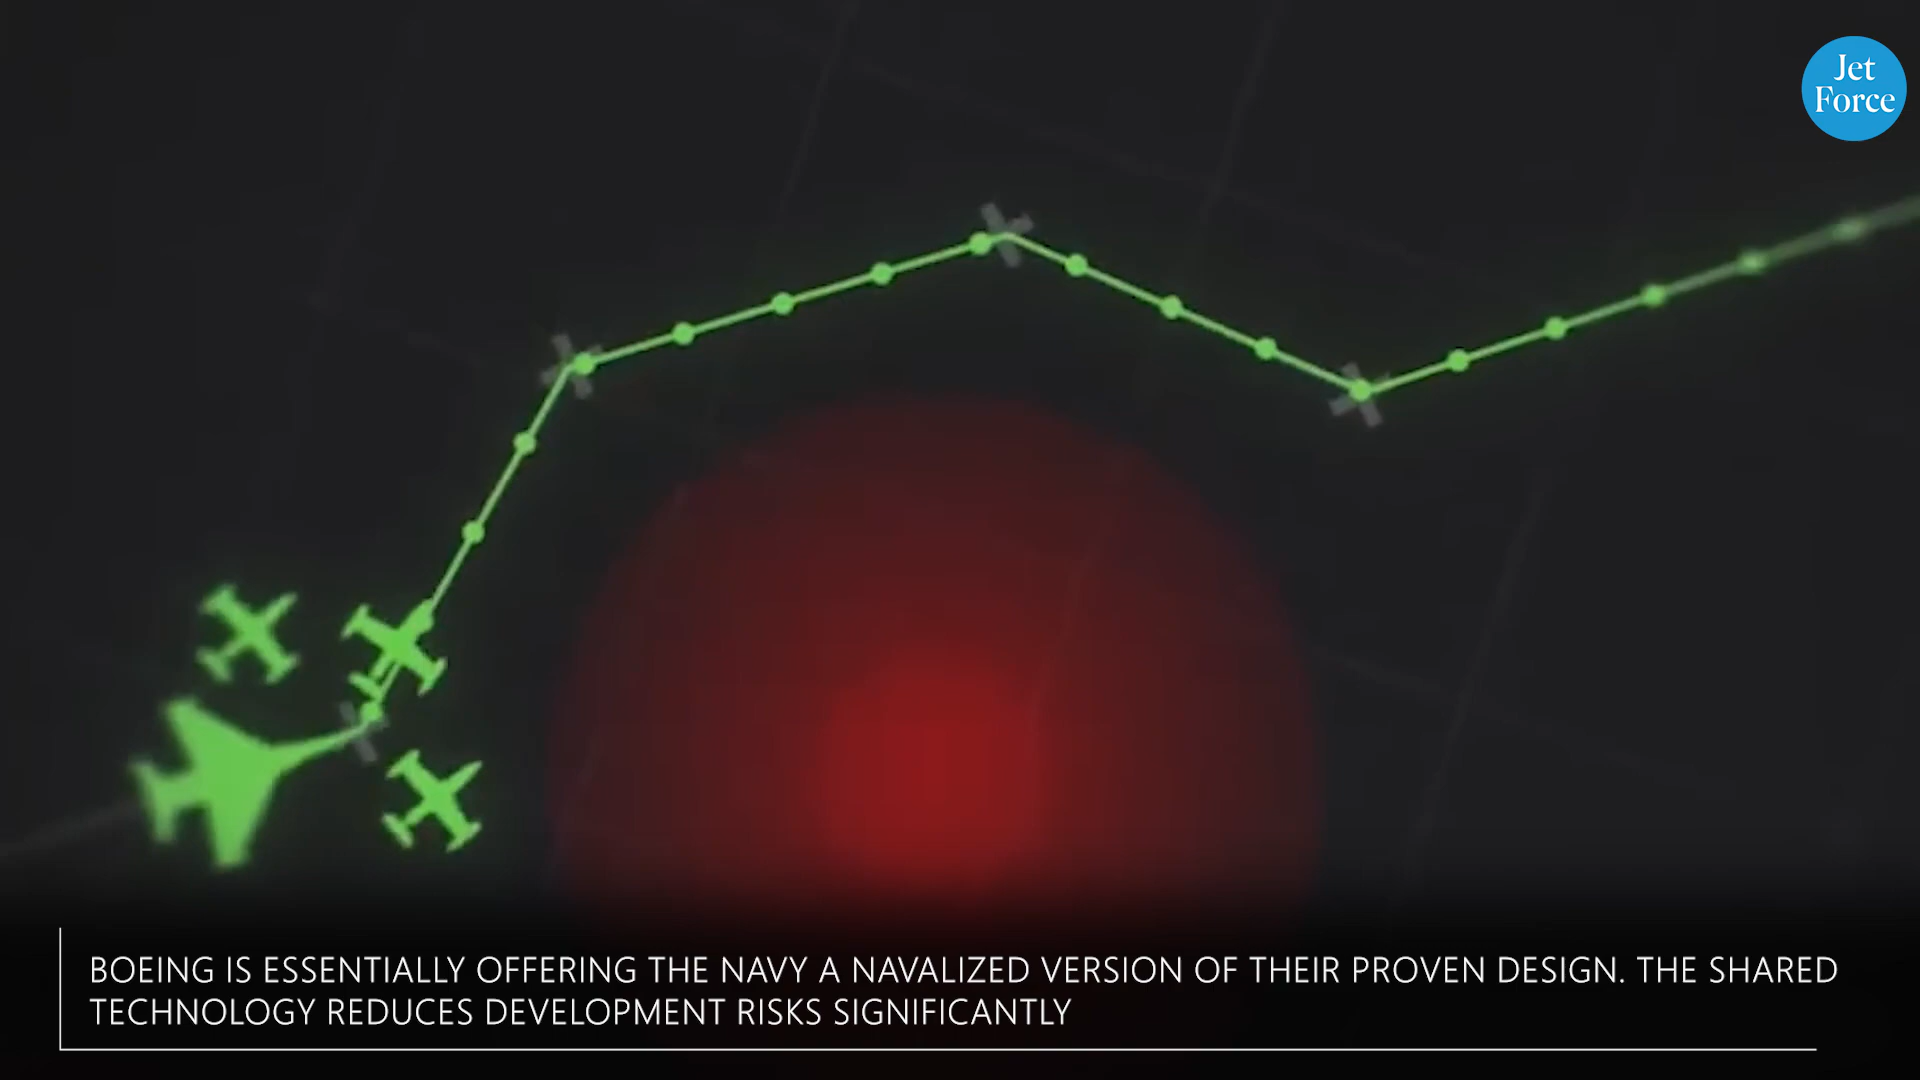 Jet
Force
BOEING IS ESSENTIALLY OFFERING THE NAVY A NAVALIZED VERSION OF THEIR PROVEN DESIGN. THE SHARED
TECHNOLOGY REDUCES DEVELOPMENT RISKS SIGNIFICANTLY